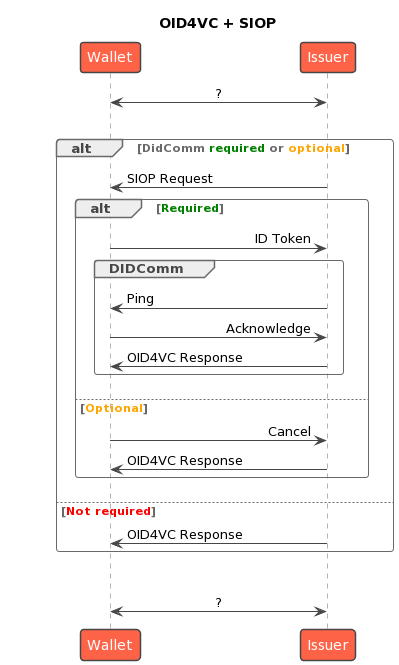 OID4VC + SIOP
Wallet Issuer
?
alt [DidComm required or optional]
SIOP Request
alt [Required]
ID Token
DIDComm
Ping
Acknowledge
OID4VC Response
[Optional]
Cancel
OID4VC Response
[Not required]
OID4VC Response
?
Wallet Issuer